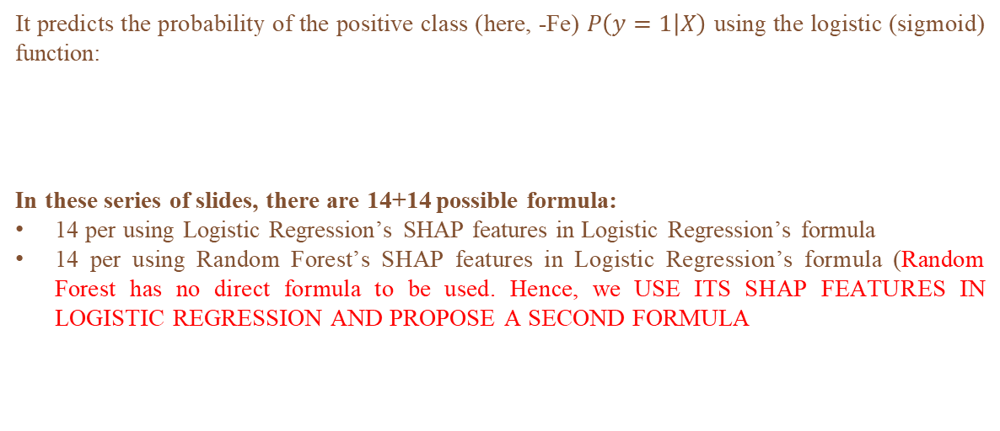 It predicts the probability of the positive class (here, -Fe) P(y = 1|X) using the logistic (sigmoid)
function:
In these series of slides, there are 14+14 possible formula:
• 14 per using Logistic Regression’s SHAP features in Logistic Regression’s formula
• 14 per using Random Forest’s SHAP features in Logistic Regression’s formula (Random
Forest has no direct formula to be used. Hence, we USE ITS SHAP FEATURES IN
LOGISTIC REGRESSION AND PROPOSE A SECOND FORMULA